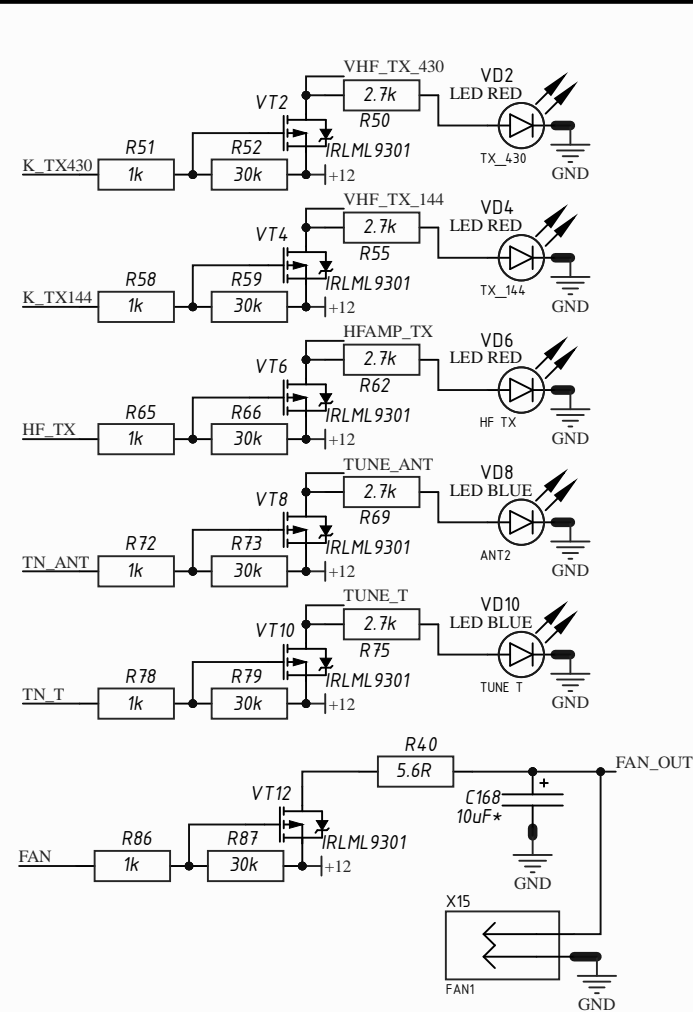 VHF_TX_430
VD2
LED RED
VT2
2.7k
R50
IRLML9301
TX_430
R51
R52
K_TX430
1k
30k
+12
GND
VHF_TX_144
VD4
LED RED
VT4
2.7k
R55
IRLML9301
TX_144
R58
R59
K_TX144
1k
30k
+12
GND
HFAMP_TX
VD6
LED RED
VT6
2.7k
R62
IRLML9301
HF TX
R65
R66
HF_TX
1k
30k
+12
GND
TUNE_ANT
VD8
LED BLUE
VT8
2.7k
R69
IRLML9301
ANT2
R72
R73
TN_ANT
1k
30k
+12
GND
TUNE_T
VD10
LED BLUE
VT10
2.7k
R75
IRLML9301
TUNE T
R78
R79
TN_T
1k
30k
+12
GND
R40
5.6R
FAN_OUT
VT12
+
C168
10uF*
IRLML9301
R86
R87
FAN
1k
30k
+12
GND
X15
FAN1
GND